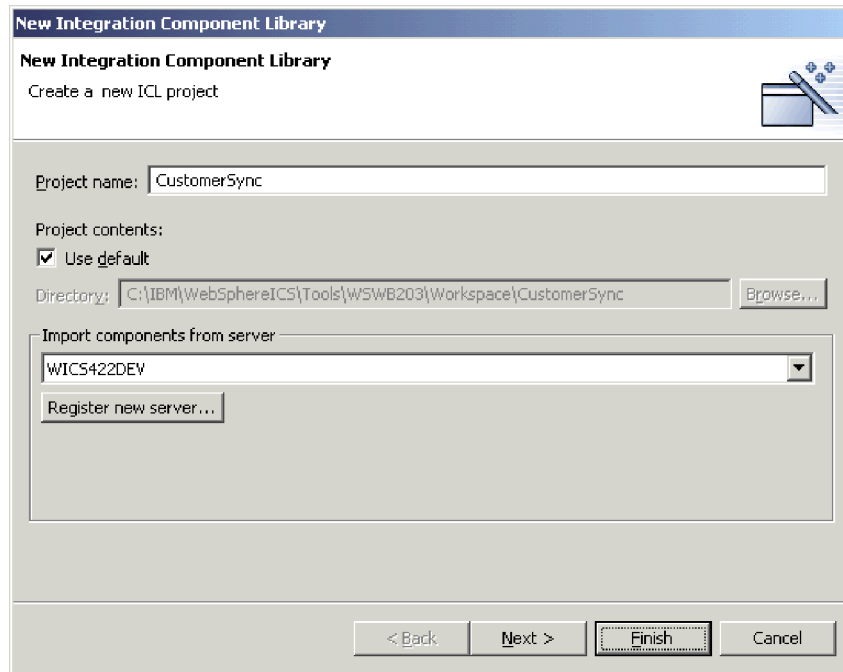 New Integration Component Library
New Integration Component Library
Create a new ICL project
Project name: CustomerSync
Project contents:
Use default
Directory: C:\IBM\WebSphereICS\Tools\WSWB203\Workspace\CustomerSync Browse...
Import components from server
WICS422DEV
Register new server...
< Back Next > Finish Cancel